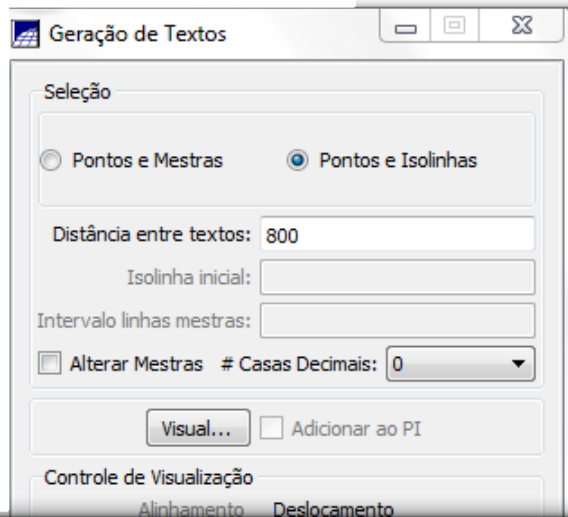 Geração de Textos
Seleção
Pontos e Mestras Pontos e Isolinhas
Distância entre textos: 800
Isolinha inicial:
Intervalo linhas mestras:
Alterar Mestras # Casas Decimais: 0
Visual... Adicionar ao PI
Controle de Visualização
Alinhamento Deslocamento